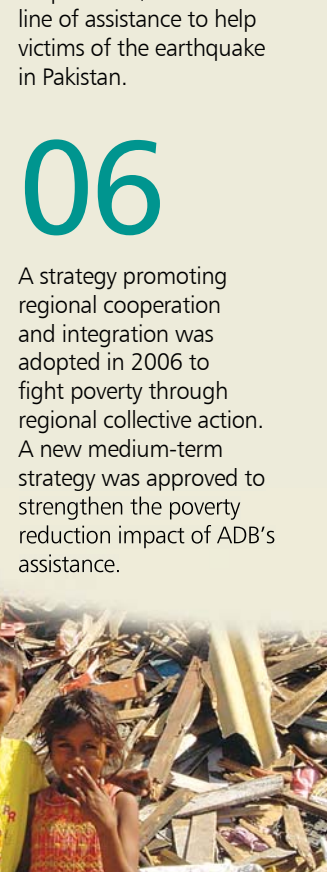 line of assistance to help
victims of the earthquake
in Pakistan.
06
A strategy promoting
regional cooperation
and integration was
adopted in 2006 to
fight poverty through
regional collective action.
A new medium-term
strategy was approved to
strengthen the poverty
reduction impact of ADB’s
assistance.